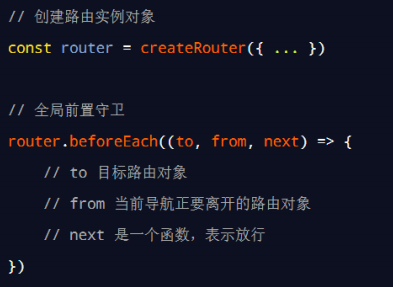 // 创建路由实例对象
const router = createRouter({ ... })
// 全局前置守卫
router.beforeEach((to, from, next) => {
// to 目标路由对象
// from 当前导航正要离开的路由对象
// next 是一个函数，表示放行
})